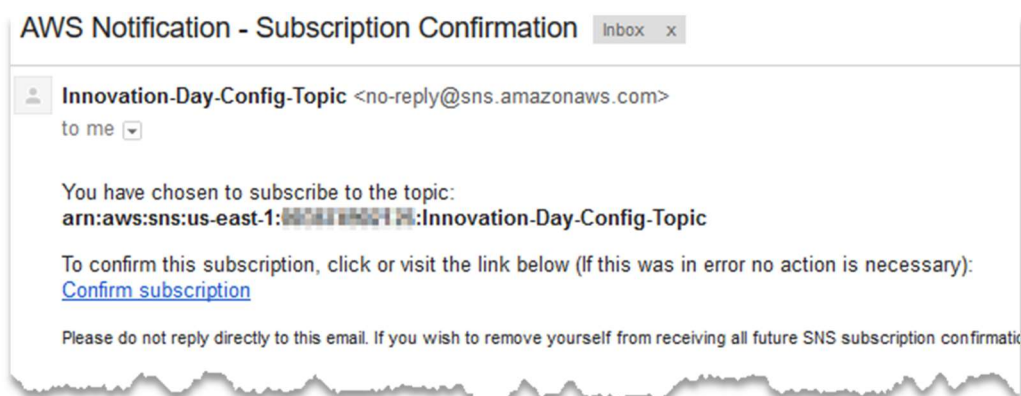 AWS Notification - Subscription Confirmation Inbox x
Innovation-Day-Config-Topic <no-reply@sns.amazonaws.com>
to me
You have chosen to subscribe to the topic:
arn:aws:sns:us-east-1: :Innovation-Day-Config-Topic
To confirm this subscription, click or visit the link below (If this was in error no action is necessary):
Confirm subscription
Please do not reply directly to this email. If you wish to remove yourself from receiving all future SNS subscription